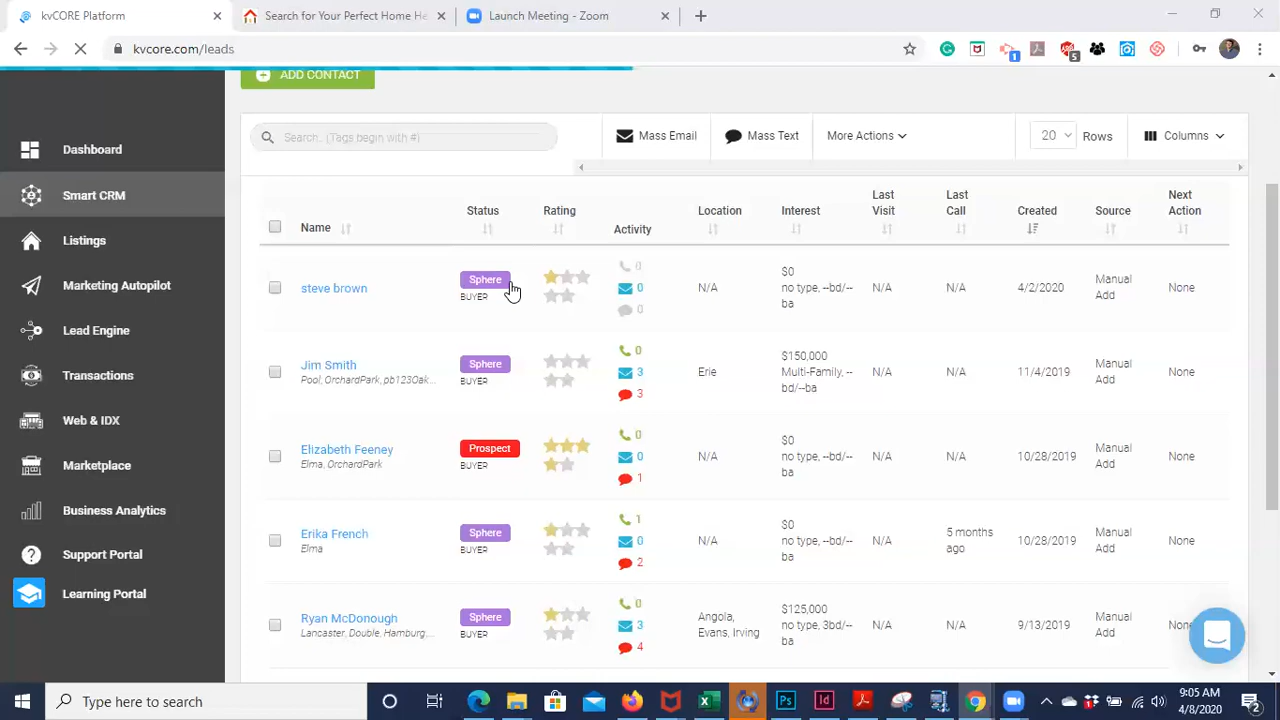 kvCORE Platform
Search for Your Perfect Home He
Launch Meeting - Zoom
kvcore.com/leads
1
5
ADD CONTACT
Search.. (Tags begin with #)
Mass Email
Mass Text
More Actions
20
Rows
Columns
Dashboard
Smart CRM
Listings
Marketing Autopilot
Lead Engine
Transactions
Web & IDX
Marketplace
Business Analytics
Support Portal
Learning Portal
Name
Status
Rating
Activity
Location
Interest
Last
Visit
Last
Call
Created
Source
Next
Action
steve brown
Sphere
BUYER
0
0
0
N/A
$0
no type, --bd/--
ba
N/A
N/A
4/2/2020
Manual
Add
None
Jim Smith
Pool, OrchardPark, pb123Oak...
Sphere
BUYER
0
3
3
Erie
$150,000
Multi-Family, --
bd/--ba
N/A
N/A
11/4/2019
Manual
Add
None
Elizabeth Feeney
Elma, OrchardPark
Prospect
BUYER
0
0
1
N/A
$0
no type, --bd/--
ba
N/A
N/A
10/28/2019
Manual
Add
None
Erika French
Elma
Sphere
BUYER
1
0
2
N/A
$0
no type, --bd/--
ba
N/A
5 months
ago
10/28/2019
Manual
Add
None
Ryan McDonough
Lancaster, Double, Hamburg,...
Sphere
BUYER
0
3
4
Angola,
Evans, Irving
$125,000
no type, 3bd/--
ba
N/A
N/A
9/13/2019
Manual
Add
None
Type here to search
9:05 AM
4/8/2020
2